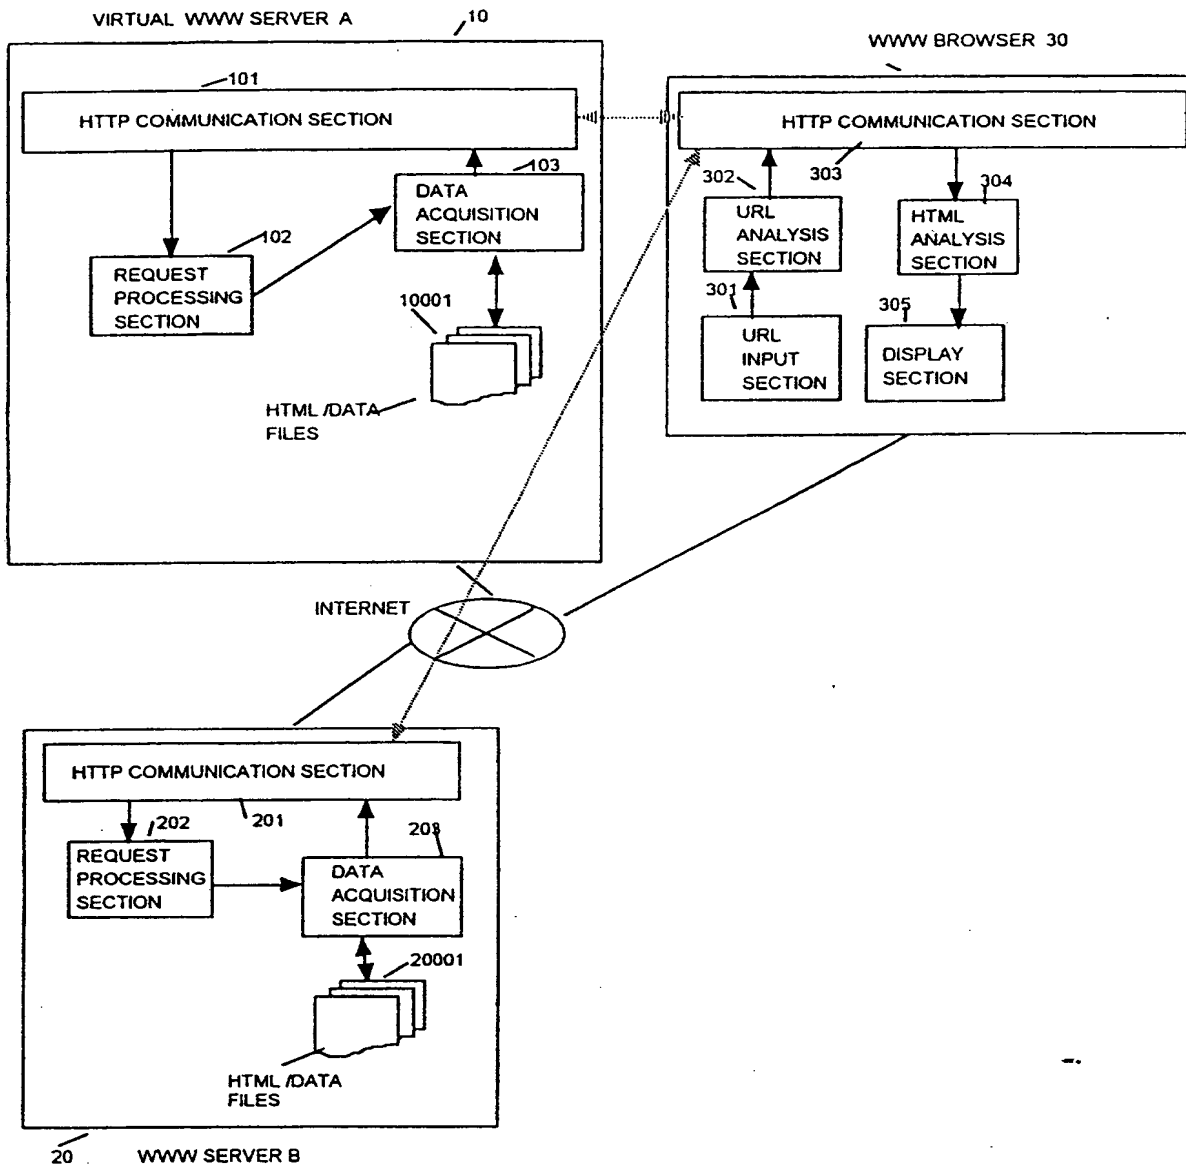 VIRTUAL WWW SERVER A
10
101
HTTP COMMUNICATION SECTION
103
DATA
ACQUISITION
SECTION
102
REQUEST
PROCESSING
SECTION
10001
HTML /DATA
FILES
WWW BROWSER 30
HTTP COMMUNICATION SECTION
303
302
URL
ANALYSIS
SECTION
304
HTML
ANALYSIS
SECTION
301
URL
INPUT
SECTION
305
DISPLAY
SECTION
INTERNET
HTTP COMMUNICATION SECTION
201
202
REQUEST
PROCESSING
SECTION
203
DATA
ACQUISITION
SECTION
20001
HTML /DATA
FILES
20
WWW SERVER B